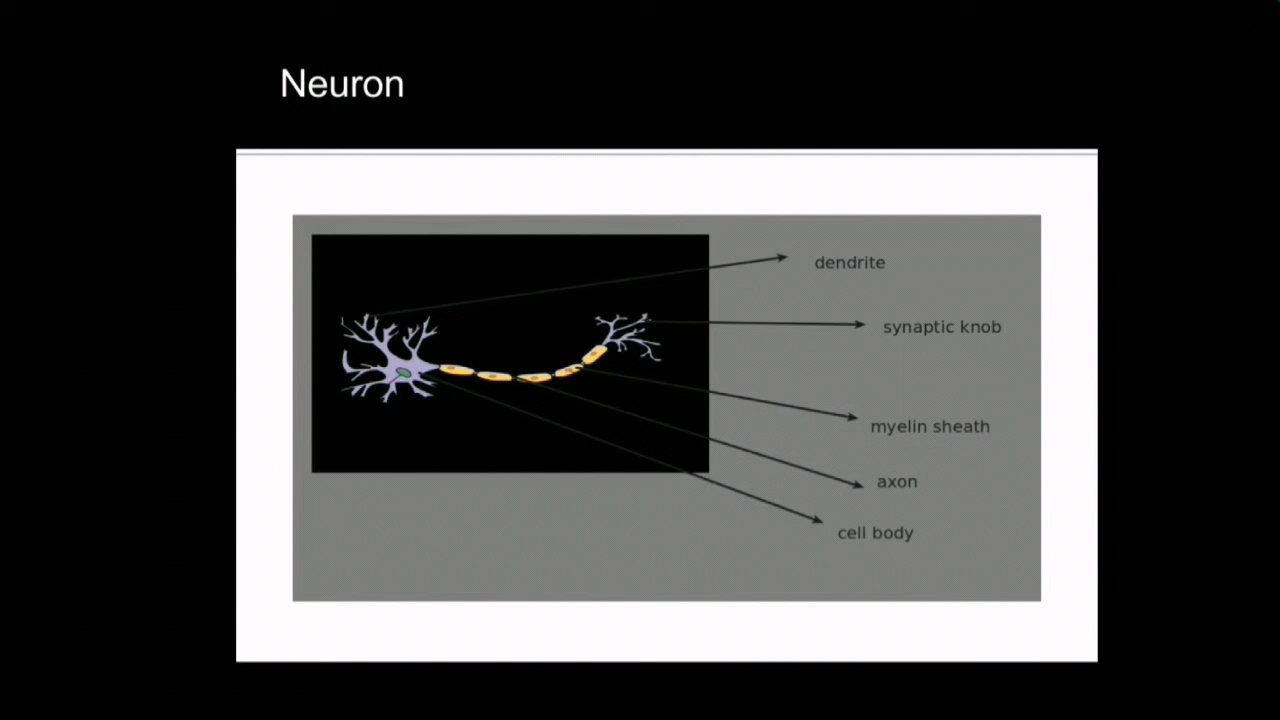 Neuron
dendrite
synaptic knob
myelin sheath
axon
cell body